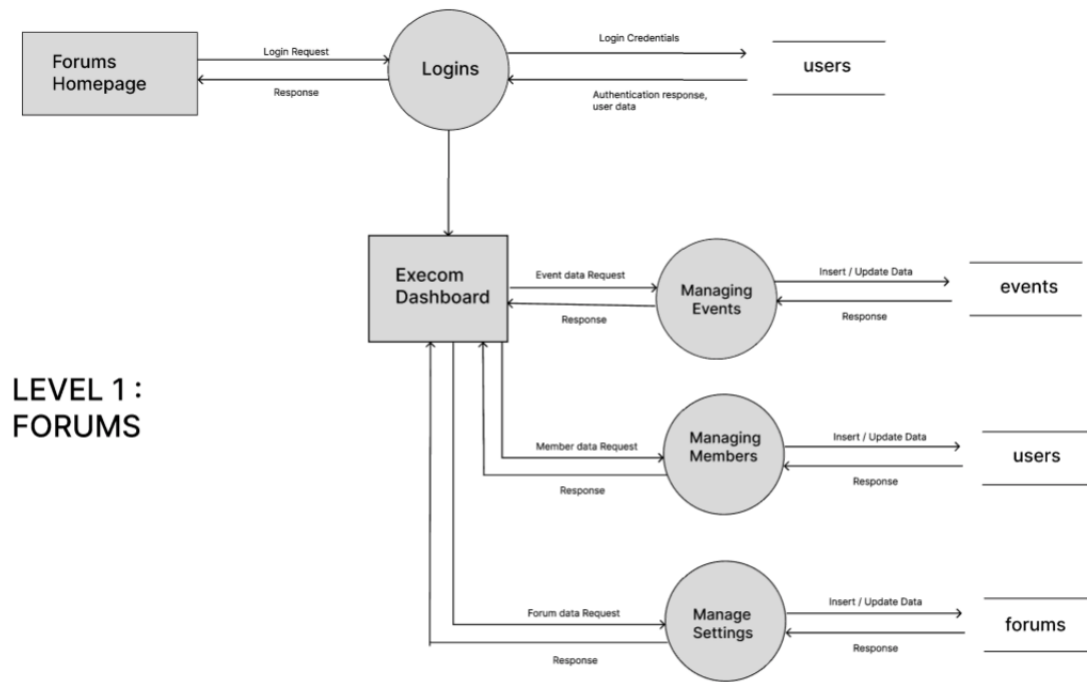 Forums
Homepage
Login Request
Response
Logins
Login Credentials
Authentication response,
user data
users
Execom
Dashboard
Event data Request
Response
Managing
Events
Insert / Update Data
Response
events
LEVEL 1 :
FORUMS
Member data Request
Response
Managing
Members
Insert / Update Data
Response
users
Forum data Request
Response
Manage
Settings
Insert / Update Data
Response
forums